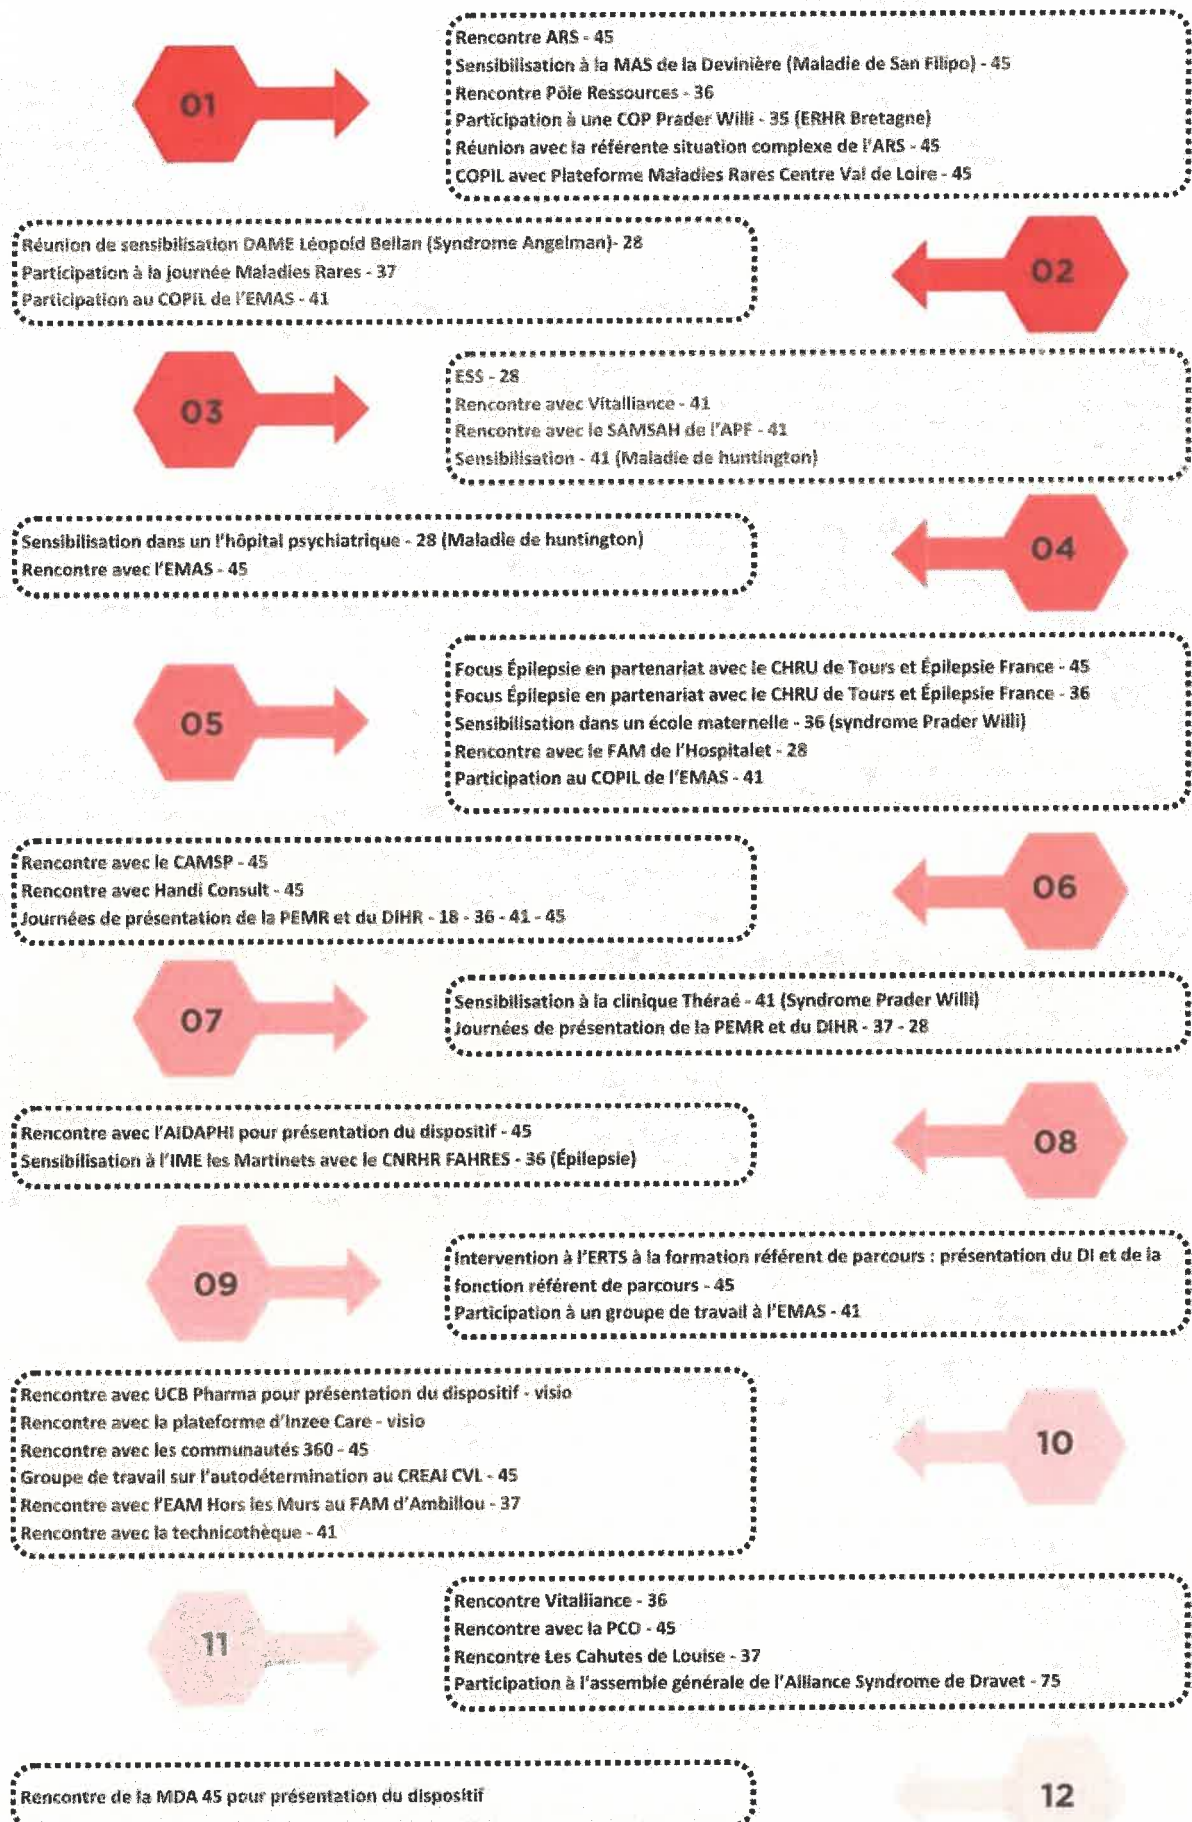 01
Rencontre ARS - 45
Sensibilisation à la MAS de la Devinière (Maladie de San Filipo) - 45
Rencontre Pôle Ressources - 36
Participation à une COP Prader Willi - 35 (ERHR Bretagne)
Réunion avec la référente situation complexe de l'ARS - 45
COPIL avec Plateforme Maladies Rares Centre Val de Loire - 45
Réunion de sensibilisation DAME Léopold Bellan (Syndrome Angelman)- 28
Participation à la journée Maladies Rares - 37
Participation au COPIL de l'EMAS - 41
02
03
ESS - 28
Rencontre avec Vitalliance - 41
Rencontre avec le SAMSAH de l'APF - 41
Sensibilisation - 41 (Maladie de huntington)
Sensibilisation dans un l'hôpital psychiatrique - 28 (Maladie de huntington)
Rencontre avec l'EMAS - 45
04
05
Focus Épilepsie en partenariat avec le CHRU de Tours et Épilepsie France - 45
Focus Épilepsie en partenariat avec le CHRU de Tours et Épilepsie France - 36
Sensibilisation dans un école maternelle - 36 (syndrome Prader Willi)
Rencontre avec le FAM de l'Hospitalet - 28
Participation au COPIL de l'EMAS - 41
Rencontre avec le CAMSP - 45
Rencontre avec Handi Consult - 45
Journées de présentation de la PEMR et du DIHR - 18 - 36 - 41 - 45
06
07
Sensibilisation à la clinique Théraé - 41 (Syndrome Prader Willi)
Journées de présentation de la PEMR et du DIHR - 37 - 28
Rencontre avec l'AIDAPHI pour présentation du dispositif - 45
Sensibilisation à l'IME les Martinets avec le CNRHR FAHRES - 36 (Épilepsie)
08
09
Intervention à l'ERTS à la formation référent de parcours : présentation du DI et de la
fonction référent de parcours - 45
Participation à un groupe de travail à l'EMAS - 41
Rencontre avec UCB Pharma pour présentation du dispositif - visio
Rencontre avec la plateforme d'Inzee Care - visio
Rencontre avec les communautés 360 - 45
Groupe de travail sur l'autodétermination au CREAI CVL - 45
Rencontre avec l'EAM Hors les Murs au FAM d'Ambillou - 37
Rencontre avec la technicothèque - 41
10
11
Rencontre Vitalliance - 36
Rencontre avec la PCO - 45
Rencontre Les Cahutes de Louise - 37
Participation à l'assemble générale de l'Alliance Syndrome de Dravet - 75
Rencontre de la MDA 45 pour présentation du dispositif
12